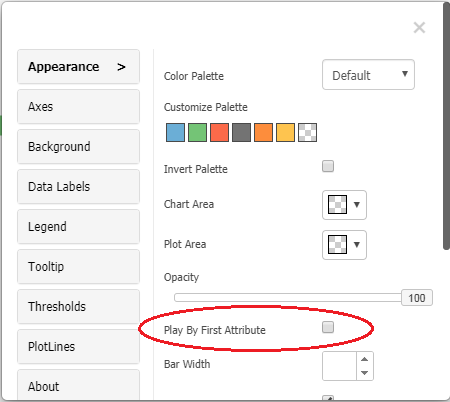 ×
Appearance >
Axes
Background
Data Labels
Legend
Tooltip
Thresholds
PlotLines
About
Color Palette
Default
Customize Palette
Invert Palette
Chart Area
Plot Area
Opacity
100
Play By First Attribute
Bar Width